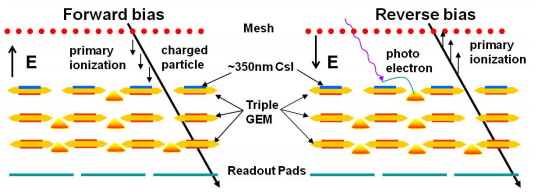 Forward bias
Mesh
Reverse bias
E
primary
ionization
charged
particle
~350nm CsI
E
photo
electron
primary
ionization
Triple
GEM
Readout Pads